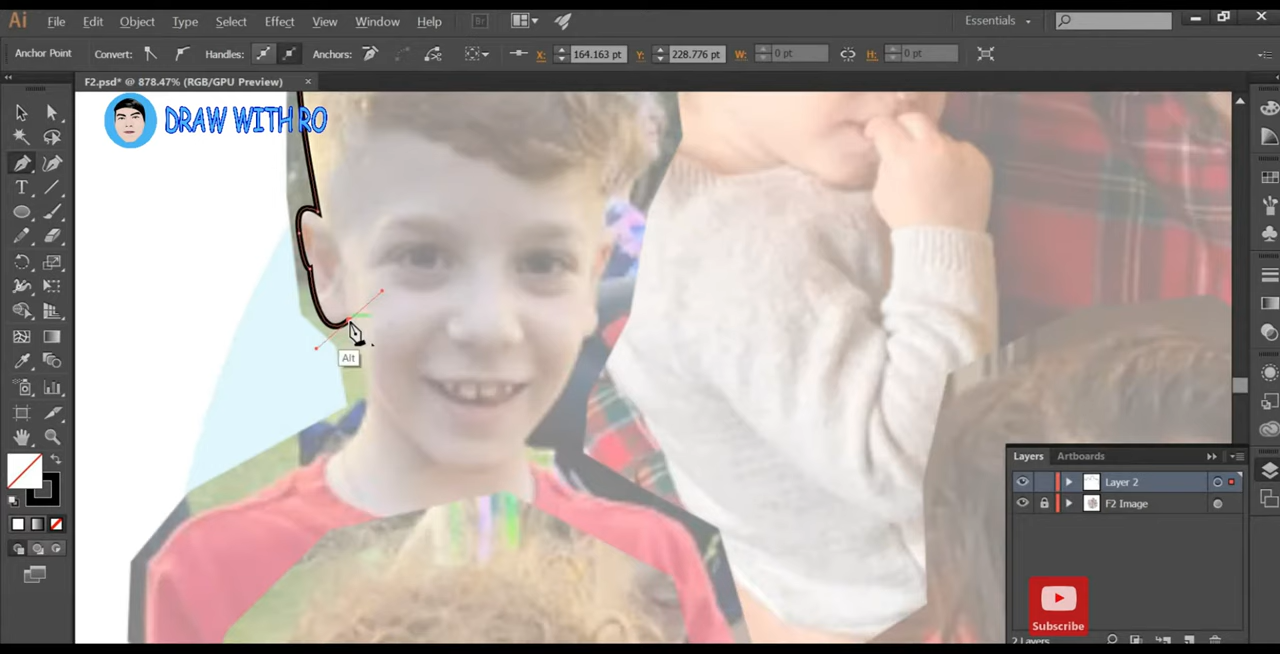 Ai File Edit Object Type Select Effect View Window Help Br Essentials
Anchor Point Convert: Handles: Anchors: X: 164.163 pt Y: 228.776 pt W: 0 pt H: 0 pt
F2.psd* @ 878.47% (RGB/GPU Preview) ×
DRAW WITH RO
T
Alt
Layers Artboards
Layer 2
F2 Image
Subscribe
2 Layers